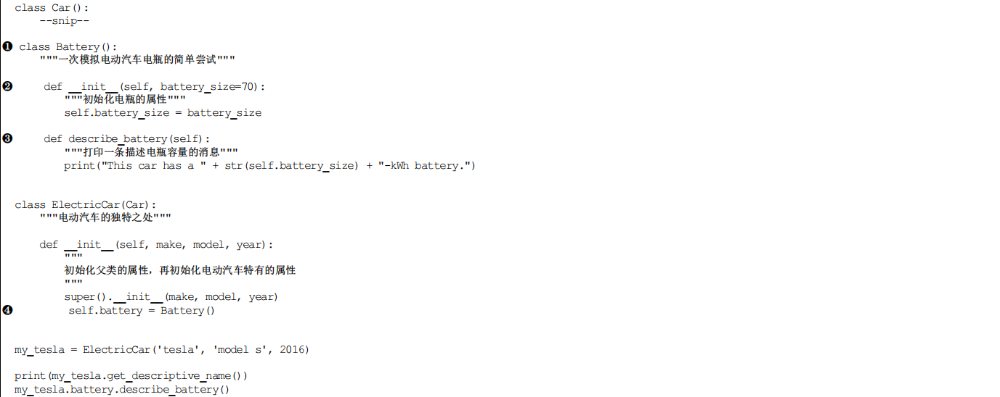 class Car():
    --snip--
❶ class Battery():
    """一次模拟电动汽车电瓶的简单尝试"""
❷     def __init__(self, battery_size=70):
        """初始化电瓶的属性"""
        self.battery_size = battery_size
❸     def describe_battery(self):
        """打印一条描述电瓶容量的消息"""
        print("This car has a " + str(self.battery_size) + "-kWh battery.")
class ElectricCar(Car):
    """电动汽车的独特之处"""
    def __init__(self, make, model, year):
        """
        初始化父类的属性，再初始化电动汽车特有的属性
        """
        super().__init__(make, model, year)
❹         self.battery = Battery()
my_tesla = ElectricCar('tesla', 'model s', 2016)
print(my_tesla.get_descriptive_name())
my_tesla.battery.describe_battery()